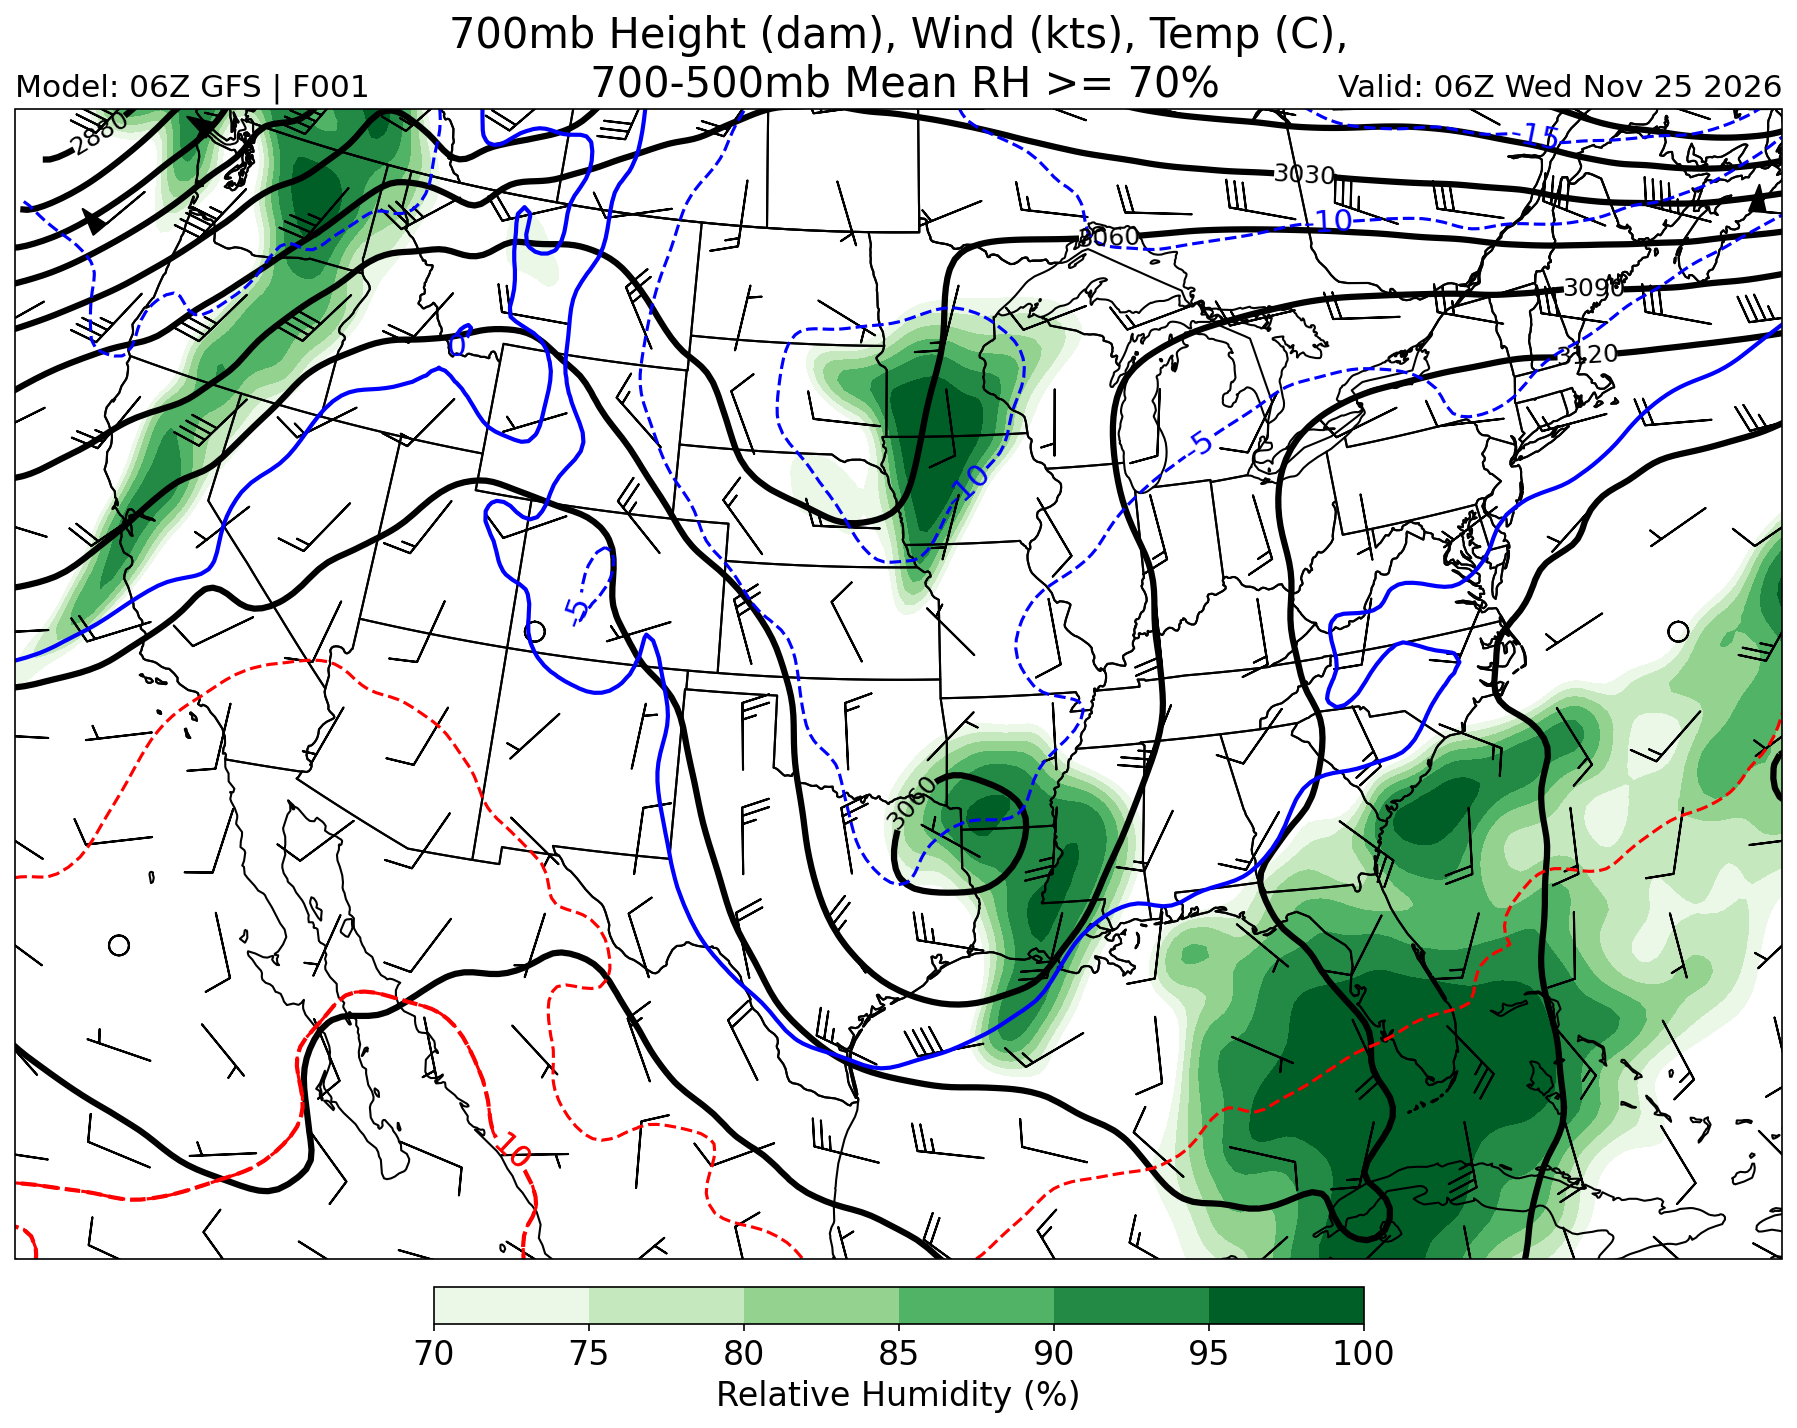 700mb Height (dam), Wind (kts), Temp (C),
700-500mb Mean RH >= 70%
Model: 06Z GFS | F001
Valid: 06Z Wed Nov 25 2026
2880
-15
3030
-10
3060
3090
3120
0
-5
-10
-5
3060
10
70 75 80 85 90 95 100
Relative Humidity (%)